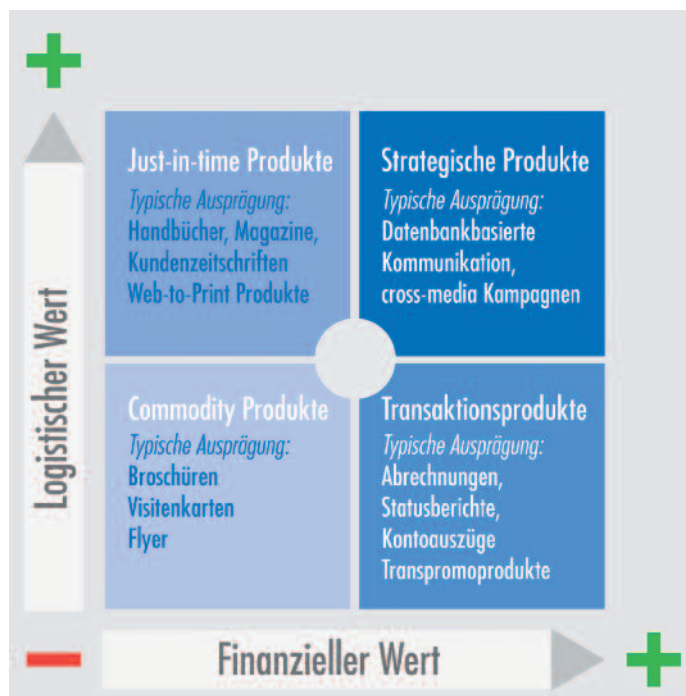 Just-in-time Produkte
Typische Ausprägung:
Handbücher, Magazine,
Kundenzeitschriften
Web-to-Print Produkte
Strategische Produkte
Typische Ausprägung:
Datenbankbasierte
Kommunikation,
cross-media Kampagnen
Commodity Produkte
Typische Ausprägung:
Broschüren
Visitenkarten
Flyer
Transaktionsprodukte
Typische Ausprägung:
Abrechnungen,
Statusberichte,
Kontoauszüge
Transpromoprodukte
Logistischer Wert
Finanzieller Wert